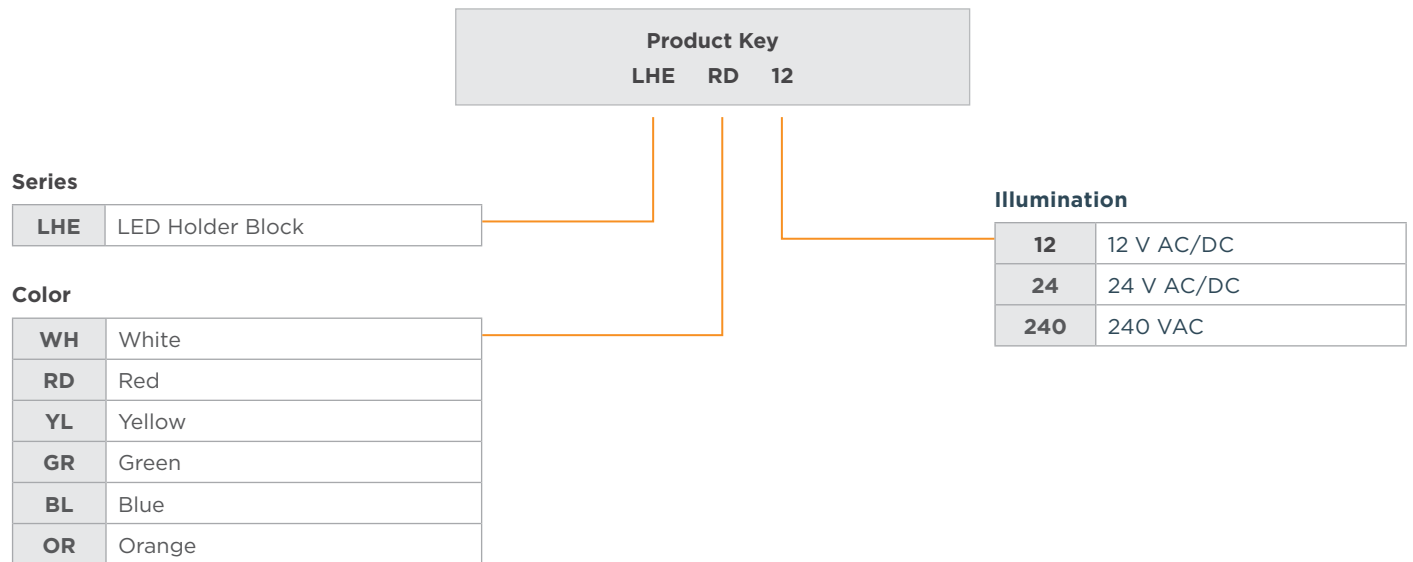 Product Key
LHE RD 12
Series
LHE LED Holder Block
Color
WH White
RD Red
YL Yellow
GR Green
BL Blue
OR Orange
Illumination
12 12 V AC/DC
24 24 V AC/DC
240 240 VAC